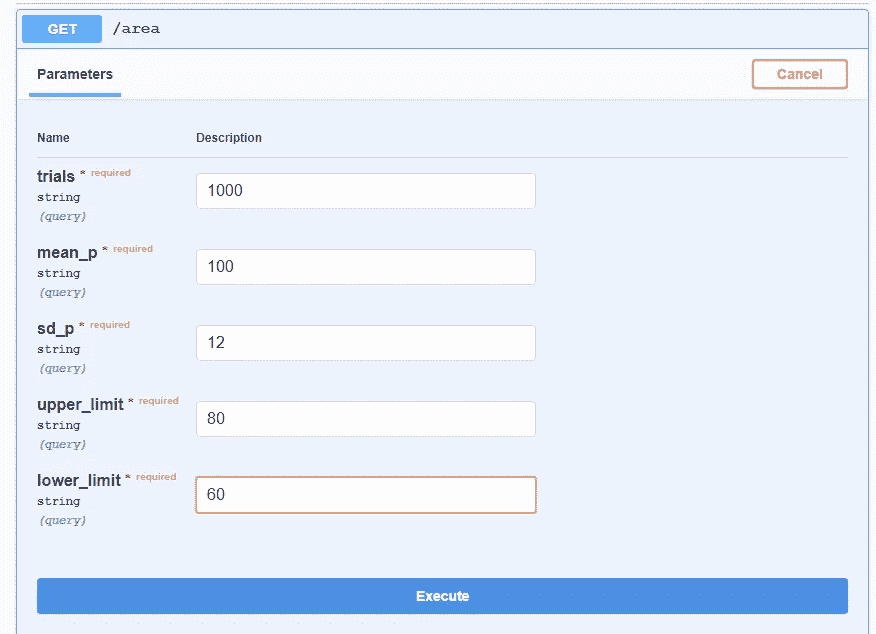 GET /area
Parameters Cancel
Name Description
trials * required
string
(query)
1000
mean_p * required
string
(query)
100
sd_p * required
string
(query)
12
upper_limit * required
string
(query)
80
lower_limit * required
string
(query)
60
Execute